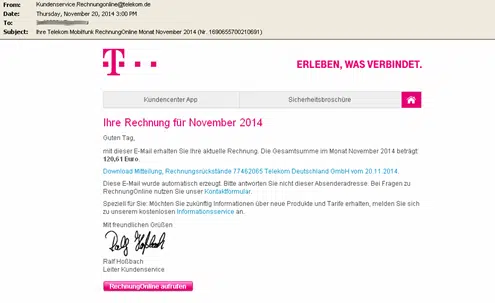 From: Kundenservice.Rechnungonline@telekom.de
Date: Thursday, November 20, 2014 3:00 PM
To:
Subject: Ihre Telekom Mobilfunk RechnungOnline Monat November 2014 (Nr. 1690655700210691)
T
ERLEBEN, WAS VERBINDET.
Kundencenter App
Sicherheitsbroschüre
Ihre Rechnung für November 2014
Guten Tag,
mit dieser E-Mail erhalten Sie Ihre aktuelle Rechnung. Die Gesamtsumme im Monat November 2014 beträgt:
120,61 Euro.
Download Mitteilung, Rechnungsrückstände 77462065 Telekom Deutschland GmbH vom 20.11.2014.
Diese E-Mail wurde automatisch erzeugt. Bitte antworten Sie nicht dieser Absenderadresse. Bei Fragen zu
RechnungOnline nutzen Sie unser Kontaktformular.
Speziell für Sie: Möchten Sie zukünftig Informationen über neue Produkte und Tarife erhalten, melden Sie sich
zu unserem kostenlosen Informationsservice an.
Mit freundlichen Grüßen
Ralf Hoßbach
Ralf Hoßbach
Leiter Kundenservice
RechnungOnline aufrufen